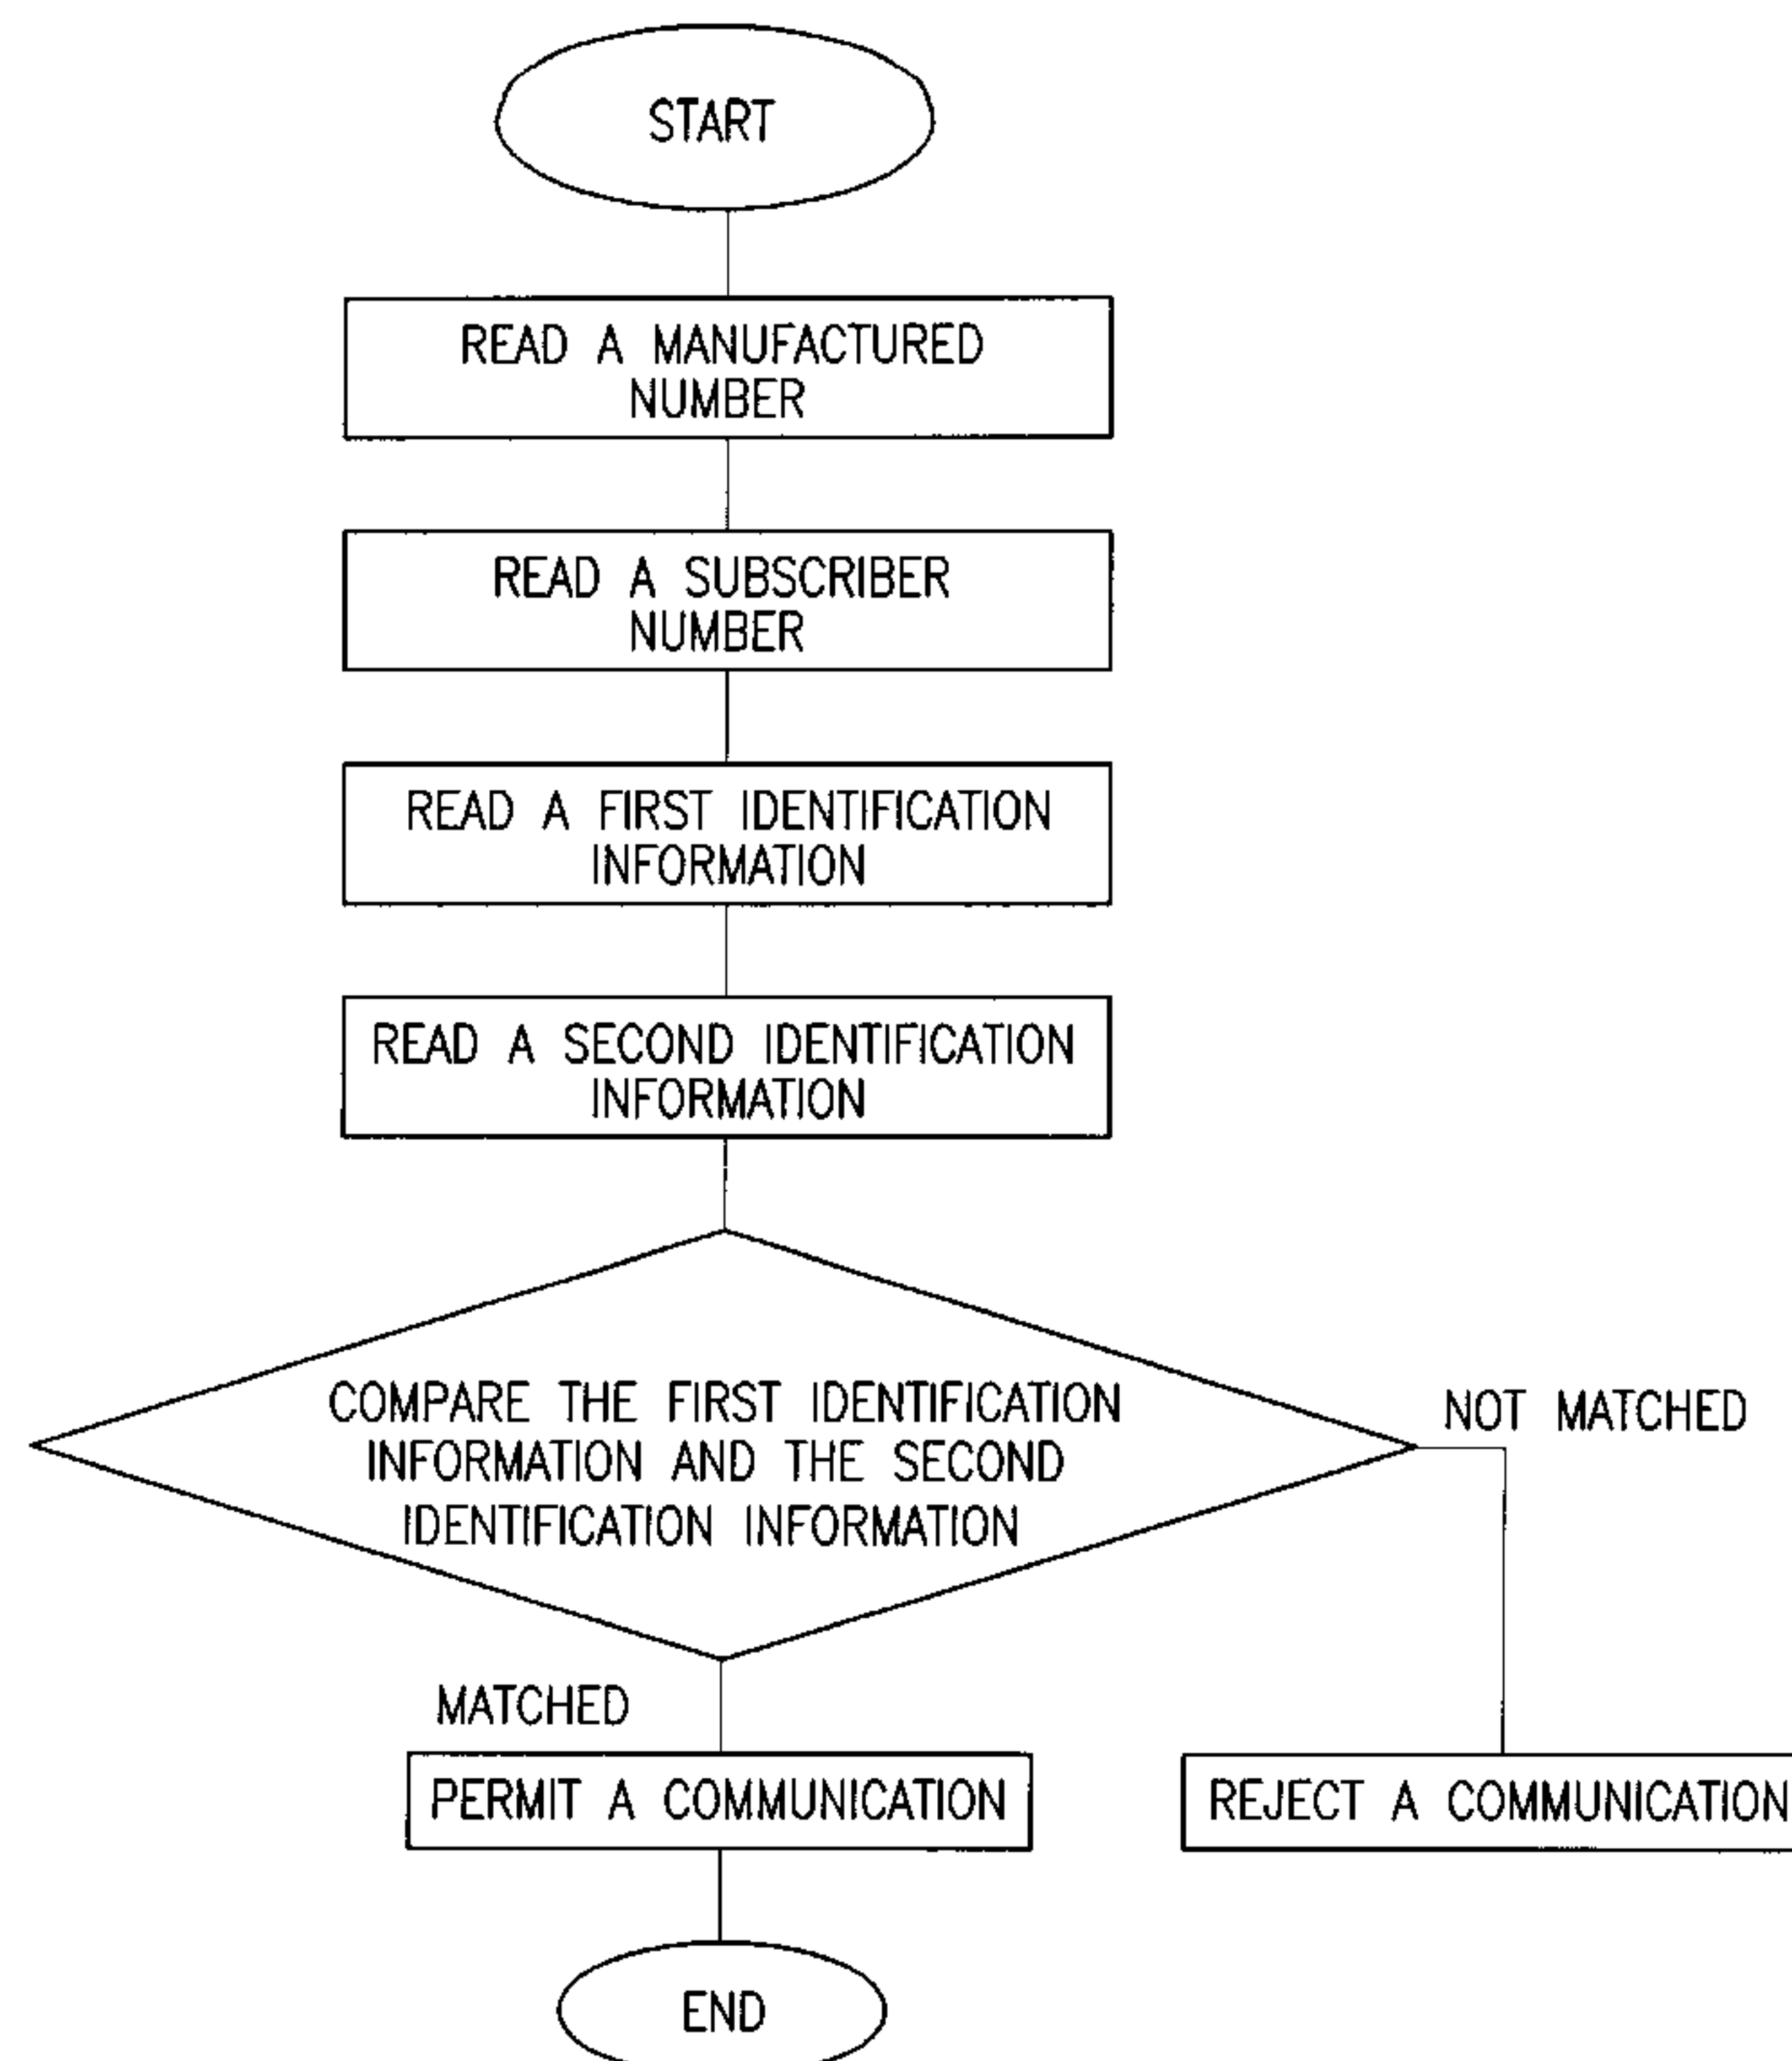 START
READ A MANUFACTURED
NUMBER
READ A SUBSCRIBER
NUMBER
READ A FIRST IDENTIFICATION
INFORMATION
READ A SECOND IDENTIFICATION
INFORMATION
COMPARE THE FIRST IDENTIFICATION
INFORMATION AND THE SECOND
IDENTIFICATION INFORMATION
NOT MATCHED
MATCHED
PERMIT A COMMUNICATION
REJECT A COMMUNICATION
END